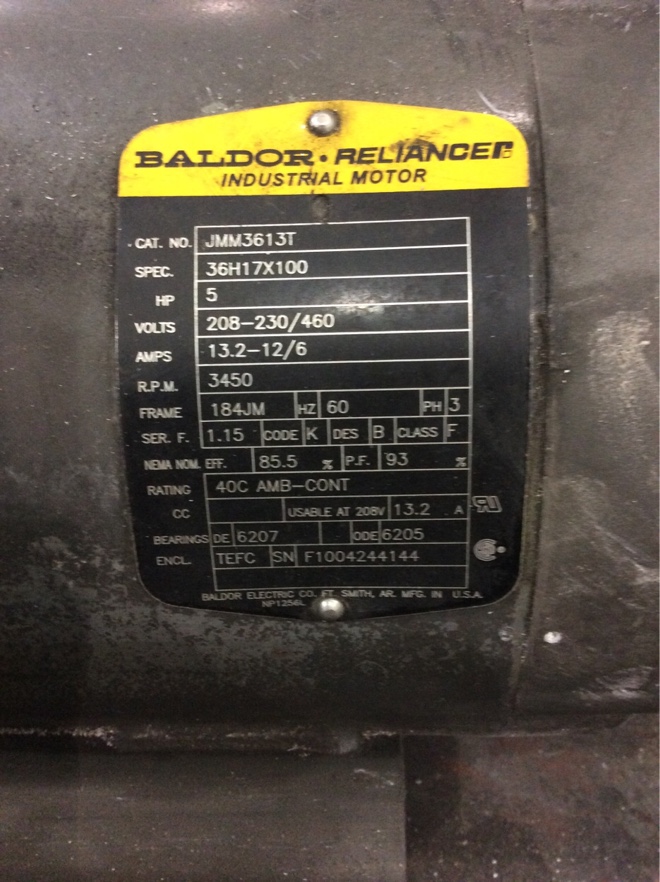 BALDOR • RELIANCE
INDUSTRIAL MOTOR
CAT. NO. JMM3613T
SPEC. 36H17X100
HP 5
VOLTS 208-230/460
AMPS 13.2-12/6
R.P.M. 3450
FRAME 184JM HZ 60 PH 3
SER. F. 1.15 CODE K DES B CLASS F
NEMA NOM. EFF. 85.5 % P.F. 93 %
RATING 40C AMB-CONT
CC USABLE AT 208V 13.2 A
BEARINGS DE 6207 ODE 6205
ENCL. TEFC SN F1004244144
BALDOR ELECTRIC CO. FT. SMITH, AR. MFG. IN U.S.A.
NP1256L